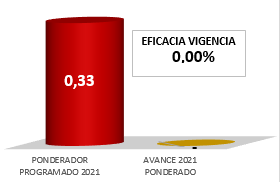 EFICACIA VIGENCIA
0,00%
0,33
PONDERADOR
PROGRAMADO 2021
AVANCE 2021
PONDERADO